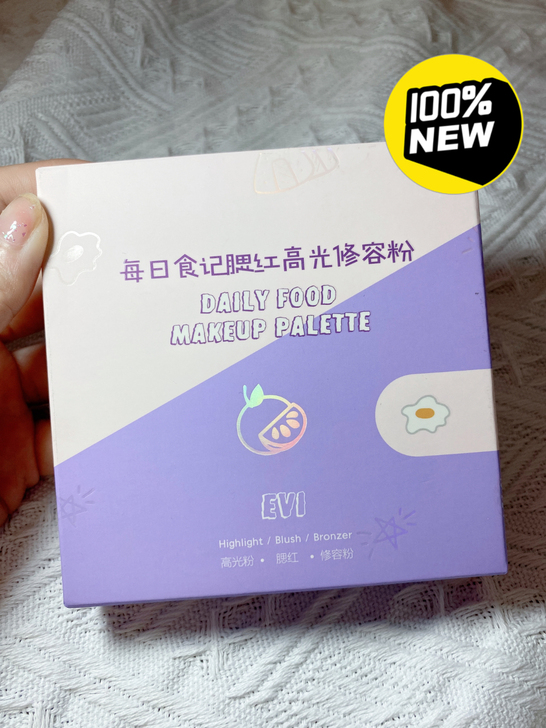 100%
NEW
每日食记腮红高光修容粉
DAILY FOOD
MAKEUP PALETTE
EVI
Highlight / Blush / Bronzer
高光粉 • 腮红 • 修容粉